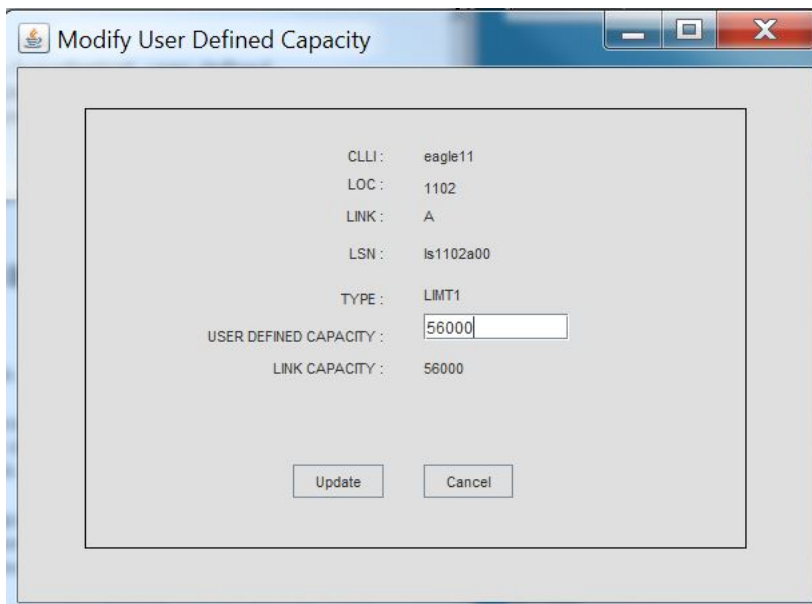 Modify User Defined Capacity
CLLI : eagle11
LOC : 1102
LINK : A
LSN : ls1102a00
TYPE : LIMT1
USER DEFINED CAPACITY : 56000
LINK CAPACITY : 56000
Update Cancel